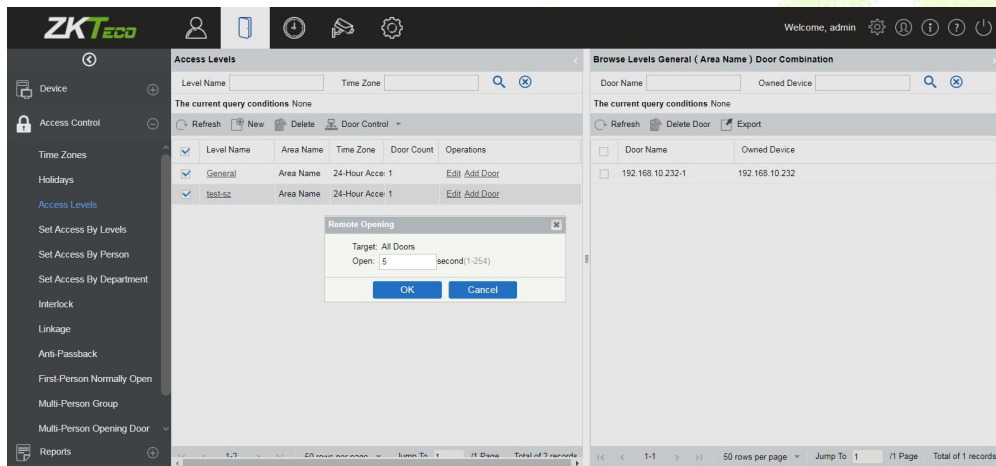 ZKTeco
Welcome, admin
Device
Access Control
Time Zones
Holidays
Access Levels
Set Access By Levels
Set Access By Person
Set Access By Department
Interlock
Linkage
Anti-Passback
First-Person Normally Open
Multi-Person Group
Multi-Person Opening Door
Reports
Access Levels
Level Name Time Zone
The current query conditions None
Refresh New Delete Door Control
Level Name Area Name Time Zone Door Count Operations
General Area Name 24-Hour Acce 1 Edit Add Door
test-sz Area Name 24-Hour Acce 1 Edit Add Door
Remote Opening
Target: All Doors
Open: 5 second(1-254)
OK Cancel
1-2 50 rows per page Jump To 1 /1 Page Total of 2 records
Browse Levels General ( Area Name ) Door Combination
Door Name Owned Device
The current query conditions None
Refresh Delete Door Export
Door Name Owned Device
192.168.10.232-1 192.168.10.232
1-1 50 rows per page Jump To 1 /1 Page Total of 1 records